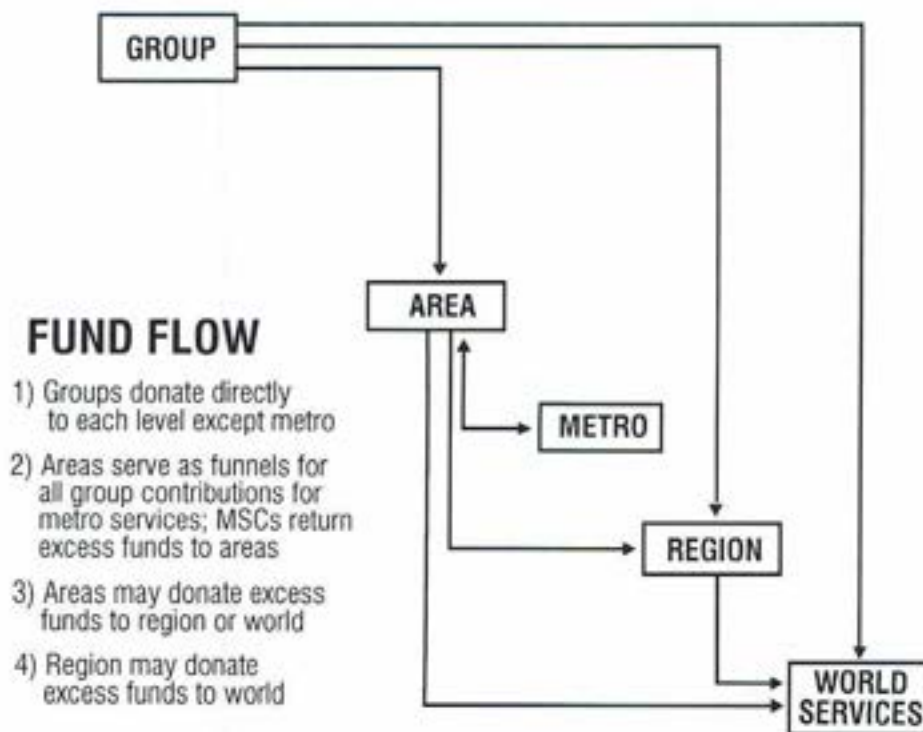 GROUP
AREA
FUND FLOW
1) Groups donate directly
to each level except metro
METRO
2) Areas serve as funnels for
all group contributions for
metro services; MSCs return
excess funds to areas
REGION
3) Areas may donate excess
funds to region or world
4) Region may donate
excess funds to world
WORLD
SERVICES